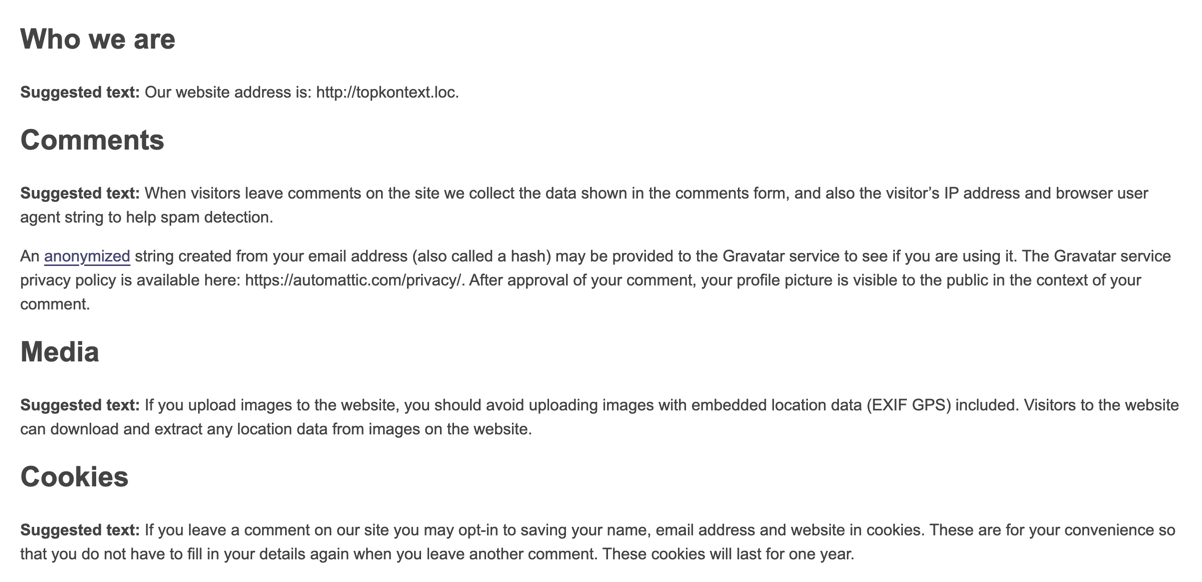 Who we are
Suggested text: Our website address is: http://topkontext.loc.
Comments
Suggested text: When visitors leave comments on the site we collect the data shown in the comments form, and also the visitor’s IP address and browser user
agent string to help spam detection.
An anonymized string created from your email address (also called a hash) may be provided to the Gravatar service to see if you are using it. The Gravatar service
privacy policy is available here: https://automattic.com/privacy/. After approval of your comment, your profile picture is visible to the public in the context of your
comment.
Media
Suggested text: If you upload images to the website, you should avoid uploading images with embedded location data (EXIF GPS) included. Visitors to the website
can download and extract any location data from images on the website.
Cookies
Suggested text: If you leave a comment on our site you may opt-in to saving your name, email address and website in cookies. These are for your convenience so
that you do not have to fill in your details again when you leave another comment. These cookies will last for one year.